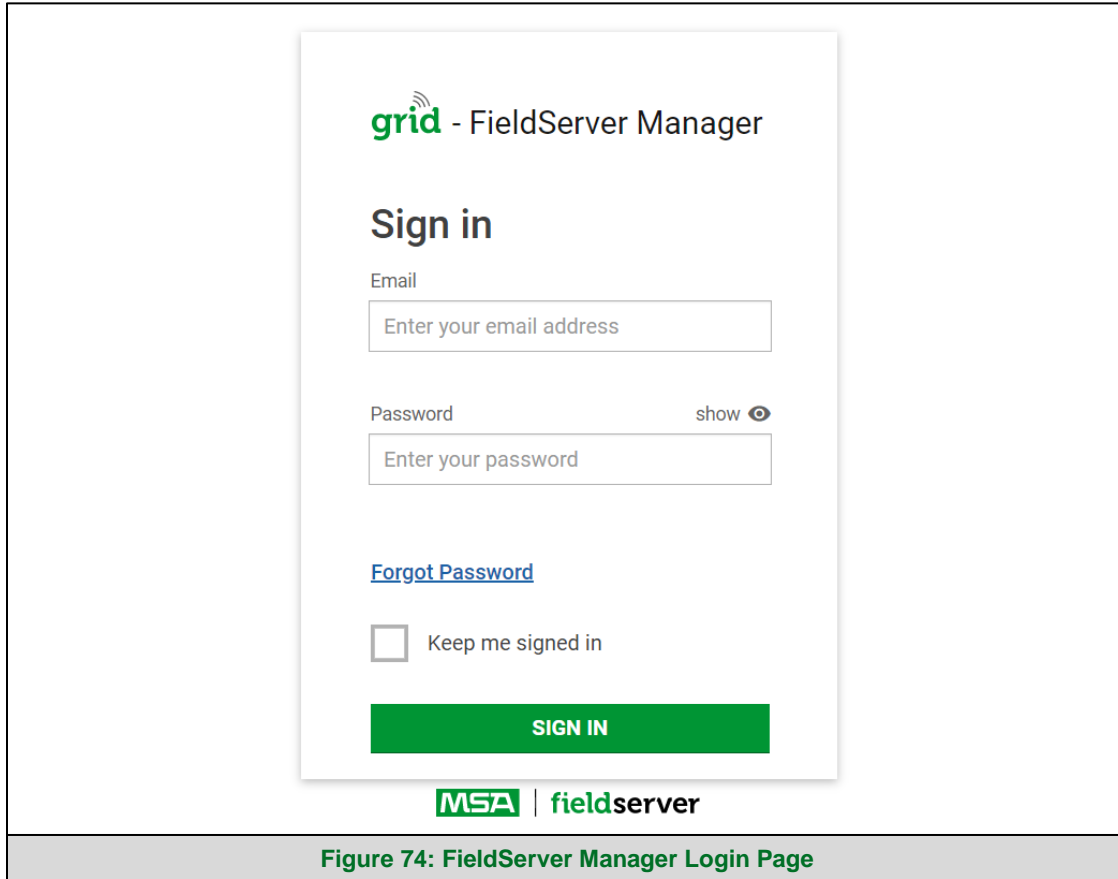 grid - FieldServer Manager
Sign in
Email
Enter your email address
Password show
Enter your password
Forgot Password
Keep me signed in
SIGN IN
MSA | fieldserver
Figure 74: FieldServer Manager Login Page